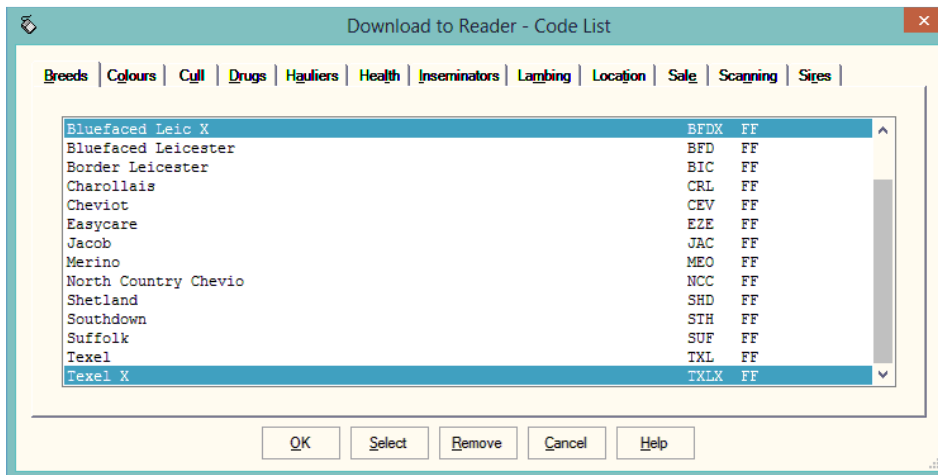 Download to Reader - Code List
Breeds Colours Cull Drugs Hauliers Health Inseminators Lambing Location Sale Scanning Sires
Bluefaced Leic X BFDX FF
Bluefaced Leicester BFD FF
Border Leicester BIC FF
Charollais CRL FF
Cheviot CEV FF
Easycare EZE FF
Jacob JAC FF
Merino MEO FF
North Country Chevio NCC FF
Shetland SHD FF
Southdown STH FF
Suffolk SUF FF
Texel TXL FF
Texel X TXLX FF
OK Select Remove Cancel Help